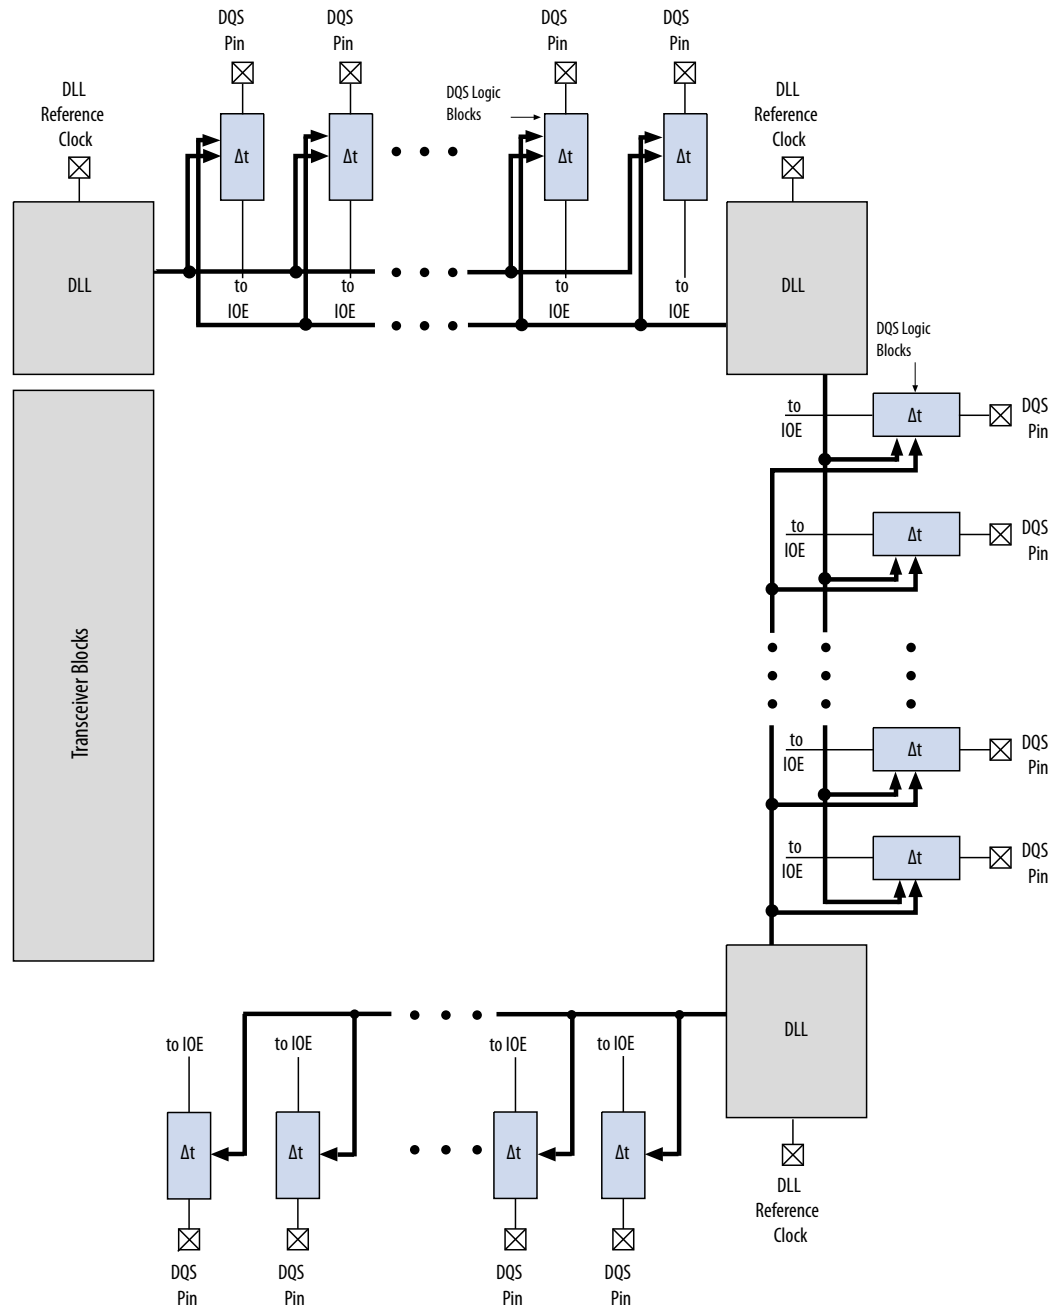 DQS
Pin
DQS
Pin
DQS
Pin
DQS
Pin
DLL
Reference
Clock
DQS Logic
Blocks
DLL
Reference
Clock
Δt
Δt
Δt
Δt
DLL
to
IOE
to
IOE
to
IOE
to
IOE
DLL
DQS Logic
Blocks
to
IOE
Δt
DQS
Pin
to
IOE
Δt
DQS
Pin
Transceiver Blocks
to
IOE
Δt
DQS
Pin
to
IOE
Δt
DQS
Pin
DLL
to IOE
to IOE
to IOE
to IOE
Δt
Δt
Δt
Δt
DLL
Reference
Clock
DQS
Pin
DQS
Pin
DQS
Pin
DQS
Pin